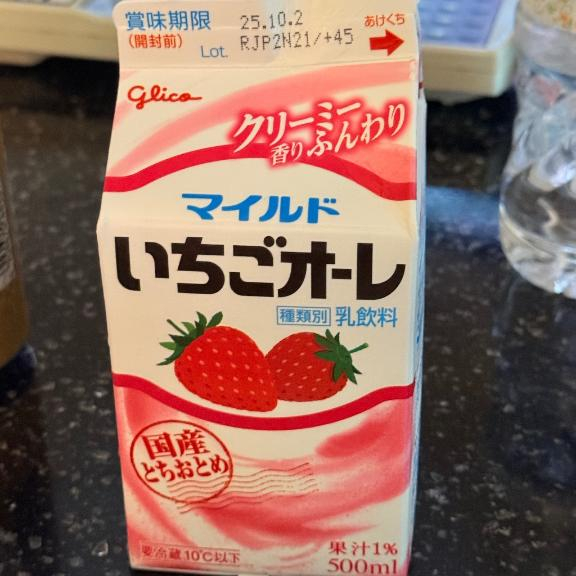 賞味期限
(開封前)
25.10.2
Lot. RJP2N21/+45
あけくち
glico
クリーミー
香りふんわり
マイルド
いちごオ・レ
種類別 乳飲料
国産
とちおとめ
要冷蔵10℃以下
果汁1%
500ml